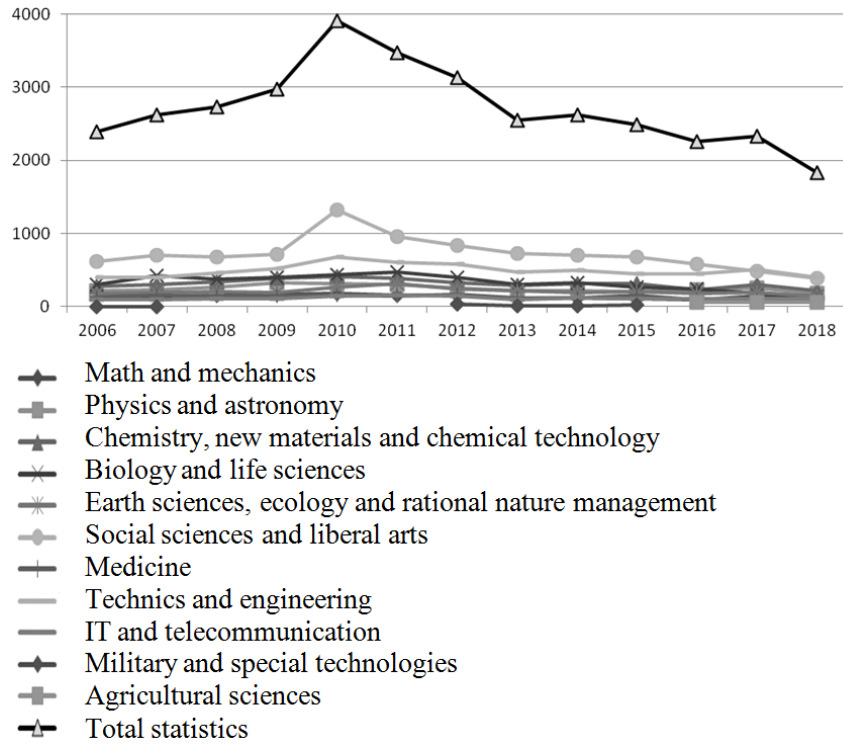 4000
3000
2000
1000
0
2006 2007 2008 2009 2010 2011 2012 2013 2014 2015 2016 2017 2018
Math and mechanics
Physics and astronomy
Chemistry, new materials and chemical technology
Biology and life sciences
Earth sciences, ecology and rational nature management
Social sciences and liberal arts
Medicine
Technics and engineering
IT and telecommunication
Military and special technologies
Agricultural sciences
Total statistics